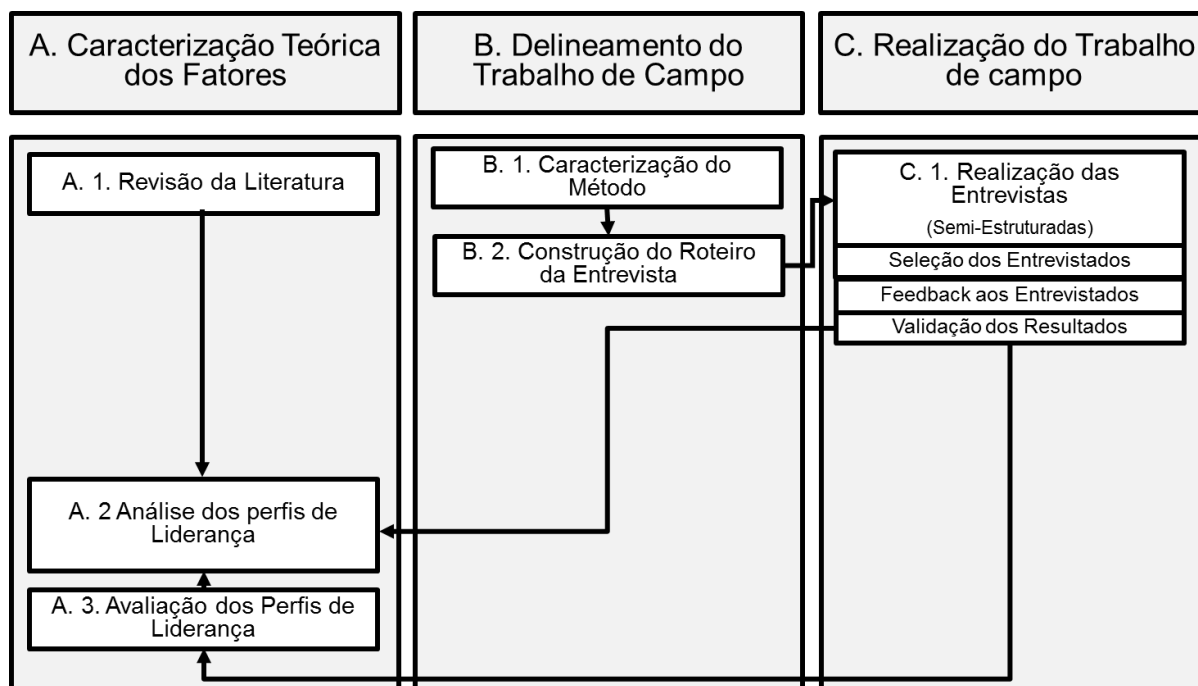 A. Caracterização Teórica
dos Fatores
B. Delineamento do
Trabalho de Campo
C. Realização do Trabalho
de campo
A. 1. Revisão da Literatura
A. 2 Análise dos perfis de
Liderança
A. 3. Avaliação dos Perfis de
Liderança
B. 1. Caracterização do
Método
B. 2. Construção do Roteiro
da Entrevista
C. 1. Realização das
Entrevistas
(Semi-Estruturadas)
Seleção dos Entrevistados
Feedback aos Entrevistados
Validação dos Resultados